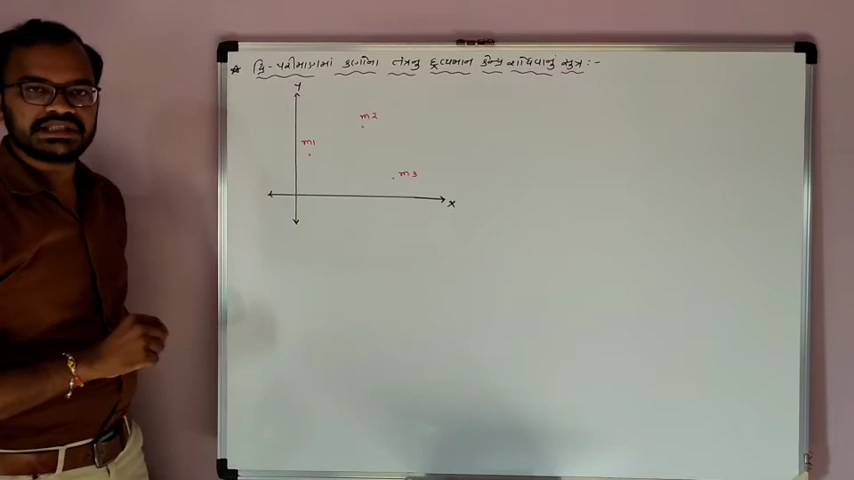 * દ્વિ-પરીમાણમાં કણોના તંત્રનુ દ્રવ્યમાન કેન્દ્ર શોધવાનું સુત્ર :-
Y
m2
m1
m3
X